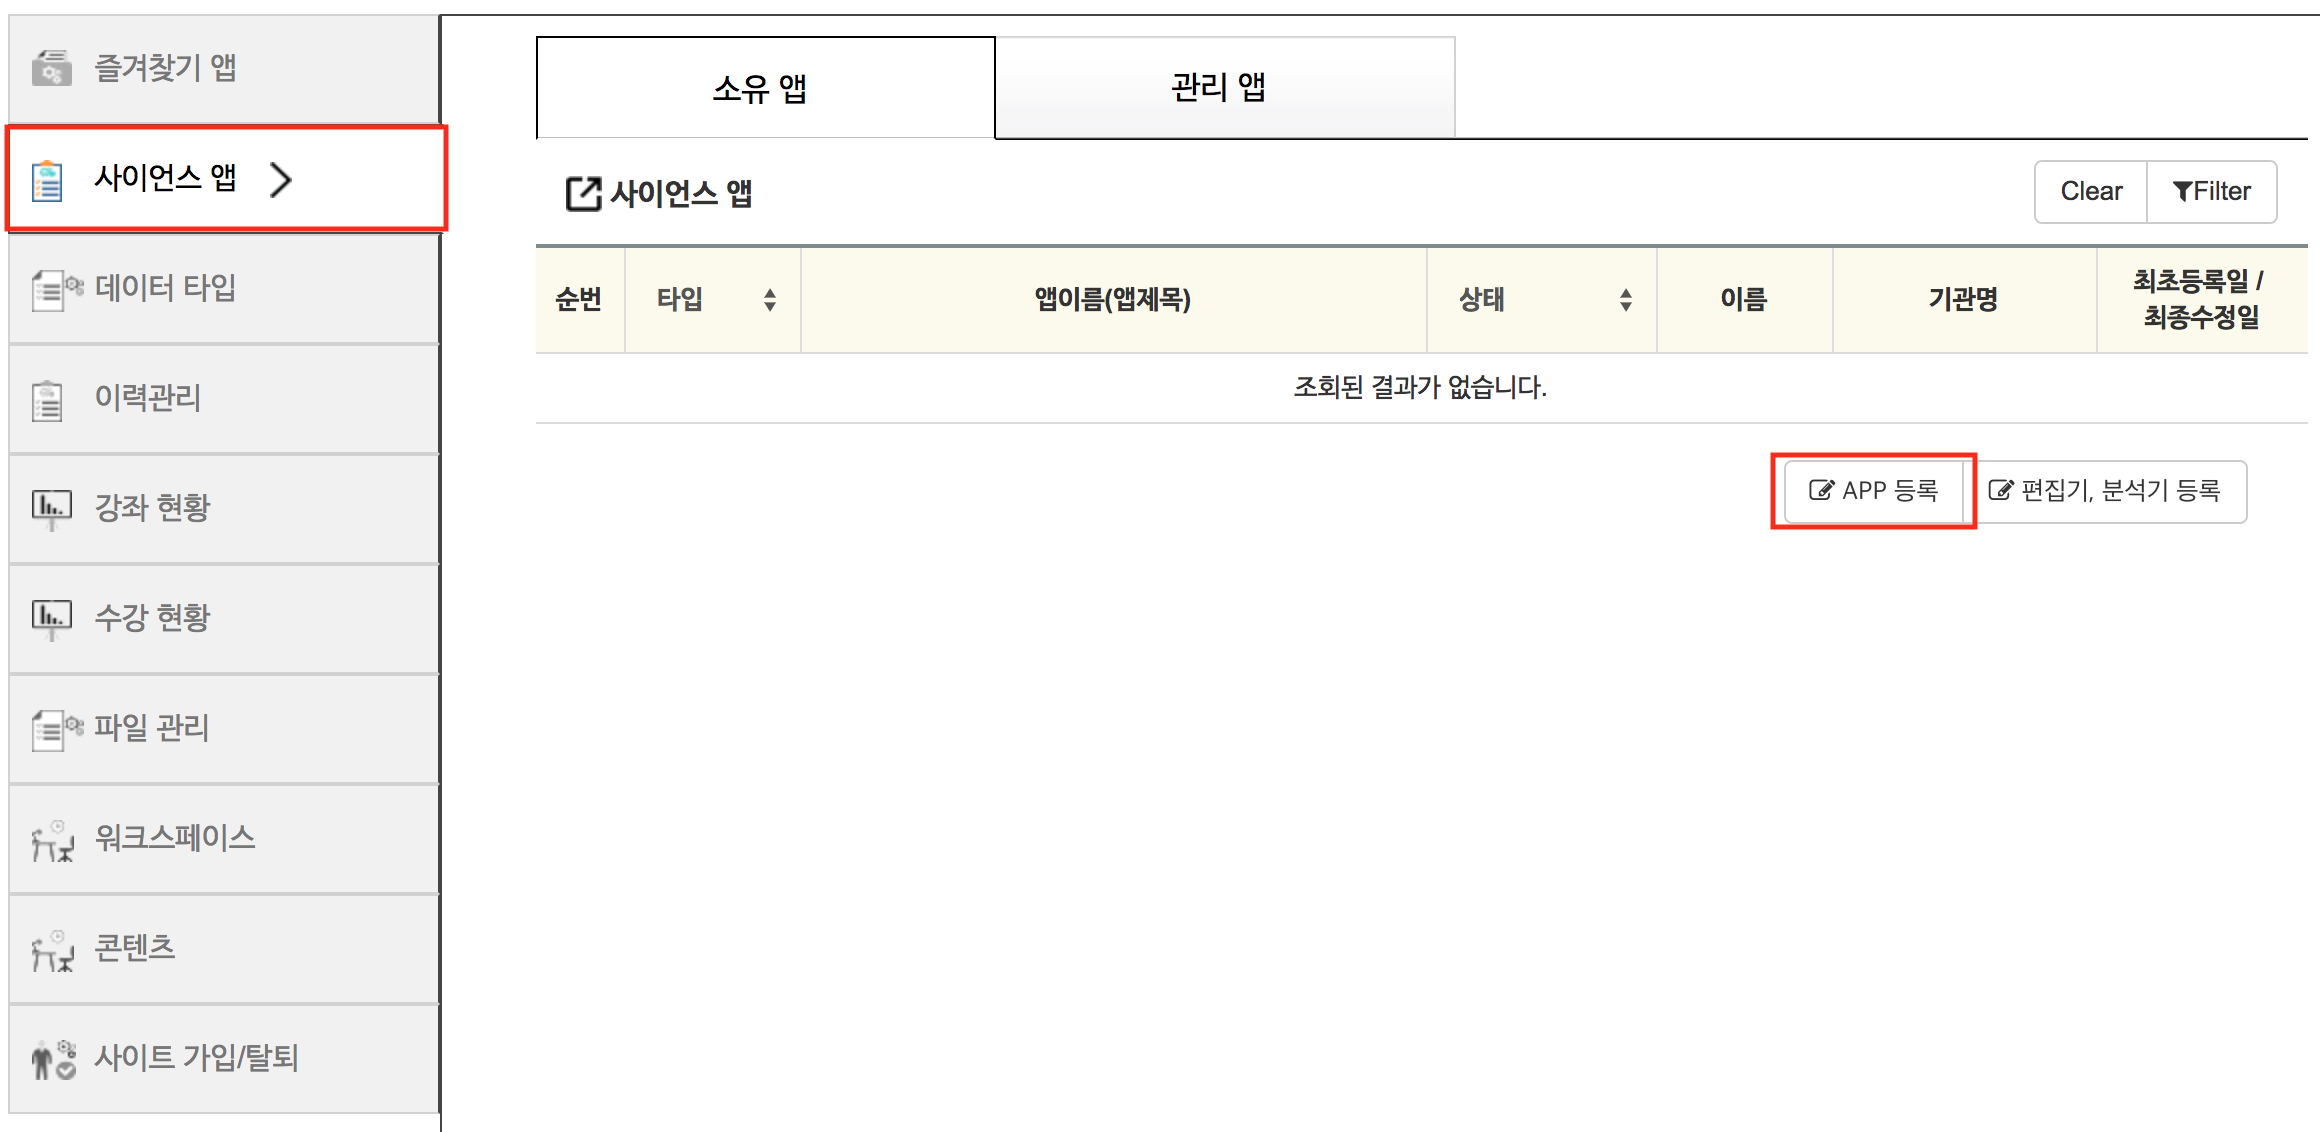 즐겨찾기 앱
사이언스 앱
데이터 타입
이력관리
강좌 현황
수강 현황
파일 관리
워크스페이스
콘텐츠
사이트 가입/탈퇴
소유 앱
관리 앱
사이언스 앱
Clear
Filter
순번
타입
앱이름(앱제목)
상태
이름
기관명
최초등록일 /
최종수정일
조회된 결과가 없습니다.
APP 등록
편집기, 분석기 등록